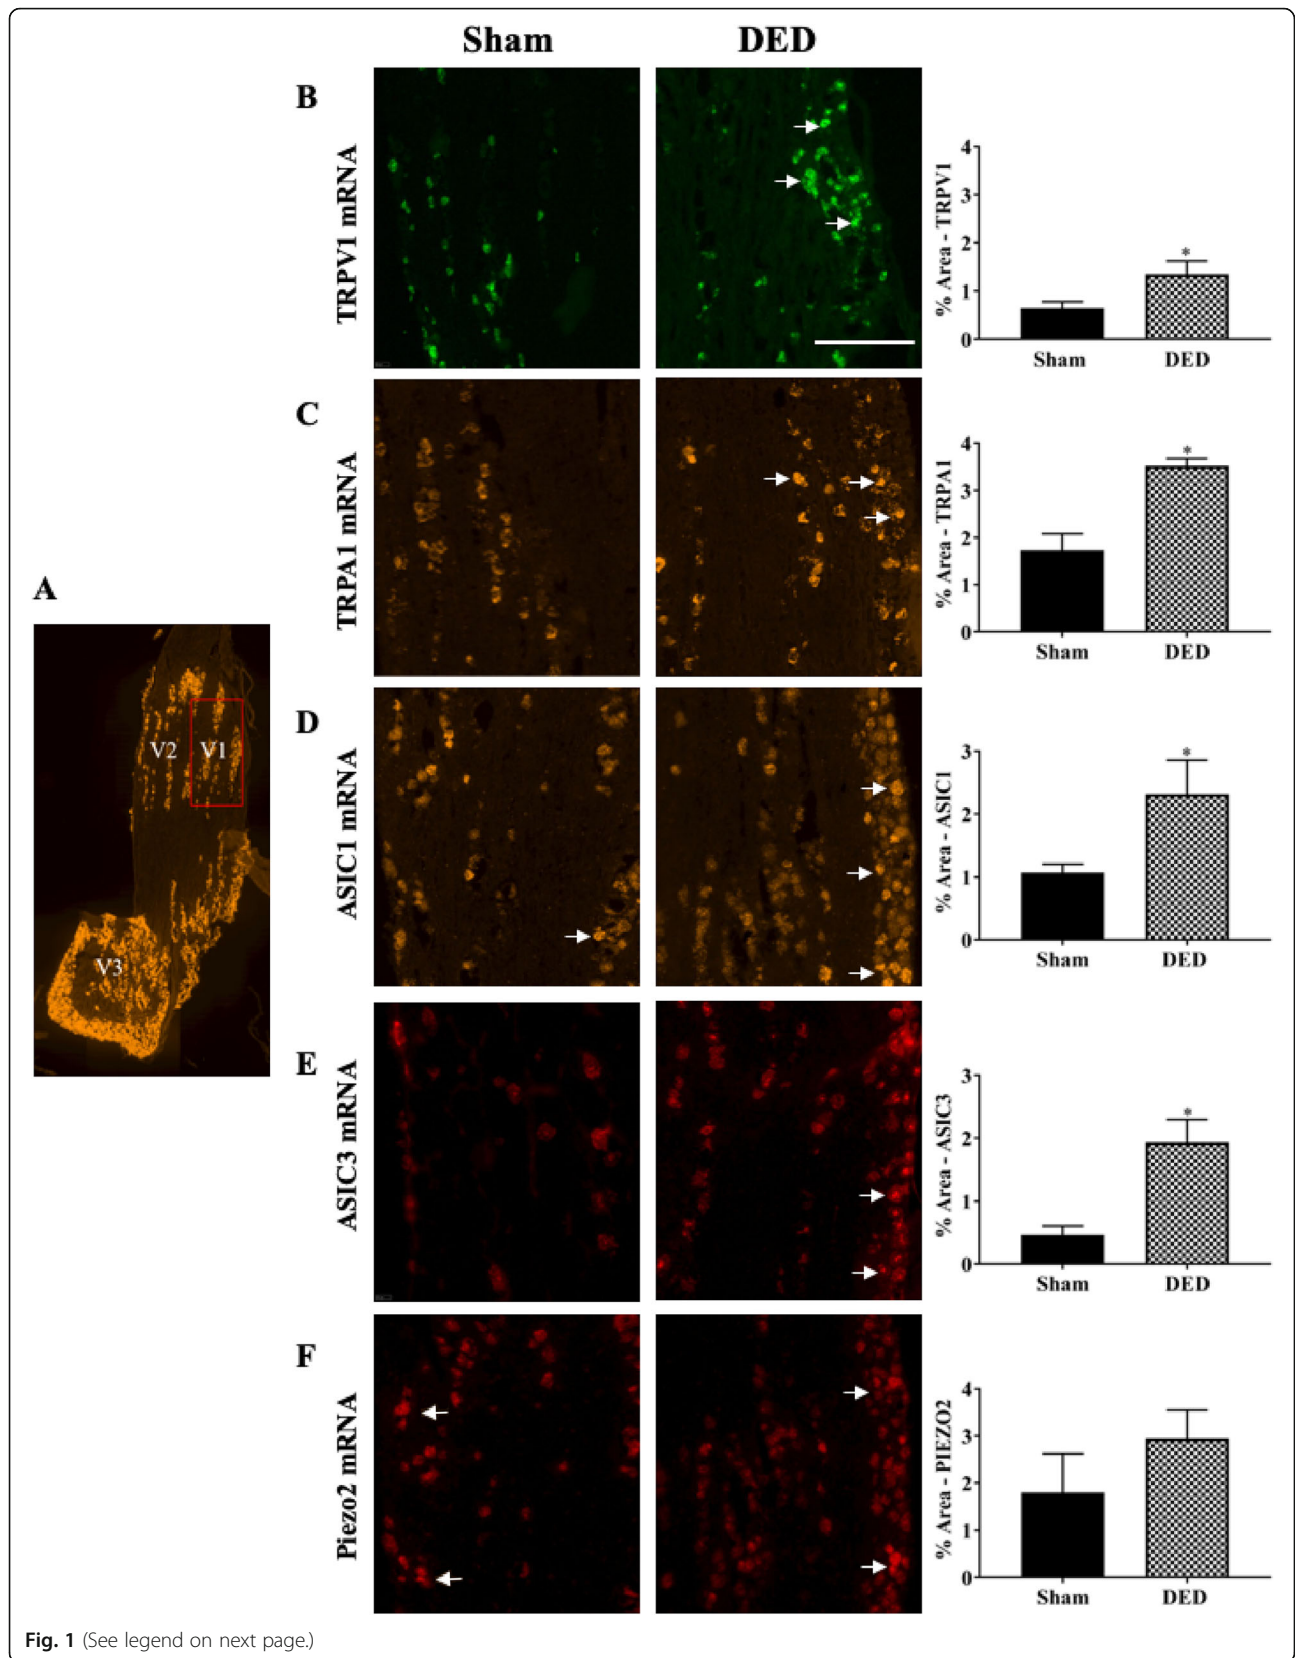 Sham DED
B
TRPV1 mRNA
% Area - TRPV1
4
3
2
1
0
Sham DED
*
C
TRPA1 mRNA
% Area - TRPA1
4
3
2
1
0
Sham DED
*
A
V2 V1
V3
D
ASIC1 mRNA
% Area - ASIC1
3
2
1
0
Sham DED
*
E
ASIC3 mRNA
% Area - ASIC3
3
2
1
0
Sham DED
*
F
Piezo2 mRNA
% Area - PIEZO2
4
3
2
1
0
Sham DED
Fig. 1 (See legend on next page.)